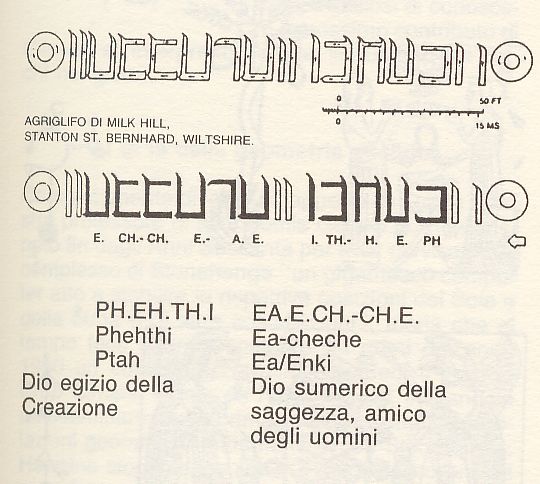 0 50 FT
AGRIGLIFO DI MILK HILL,
STANTON ST. BERNHARD, WILTSHIRE.
0 15 MS
E. CH.- CH. E.- A. E. I. TH.- H. E. PH
PH.EH.TH.I EA.E.CH.-CH.E.
Phehthi Ea-cheche
Ptah Ea/Enki
Dio egizio della Dio sumerico della
Creazione saggezza, amico
degli uomini